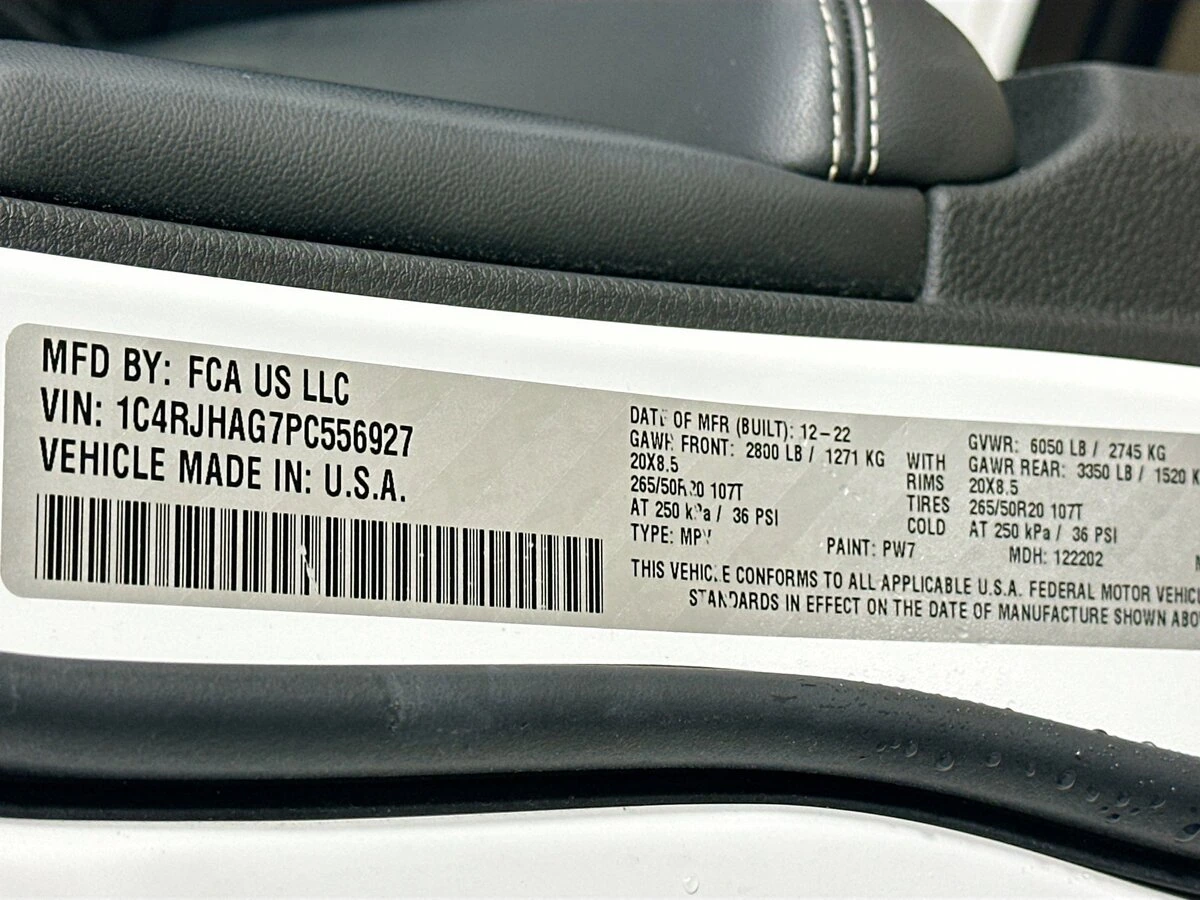 MFD BY: FCA US LLC
VIN: 1C4RJHAG7PC556927
VEHICLE MADE IN: U.S.A.
DATE OF MFR (BUILT): 12-22
GVWR: 6050 LB / 2745 KG
GAWR FRONT: 2800 LB / 1271 KG
WITH
GAWR REAR: 3350 LB / 1520 K
20X8.5
RIMS
20X8.5
265/50R20 107T
TIRES
265/50R20 107T
AT 250 kPa / 36 PSI
COLD
AT 250 kPa / 36 PSI
TYPE: MPV
PAINT: PW7
MDH: 122202
THIS VEHICLE CONFORMS TO ALL APPLICABLE U.S.A. FEDERAL MOTOR VEHIC
STANDARDS IN EFFECT ON THE DATE OF MANUFACTURE SHOWN ABO